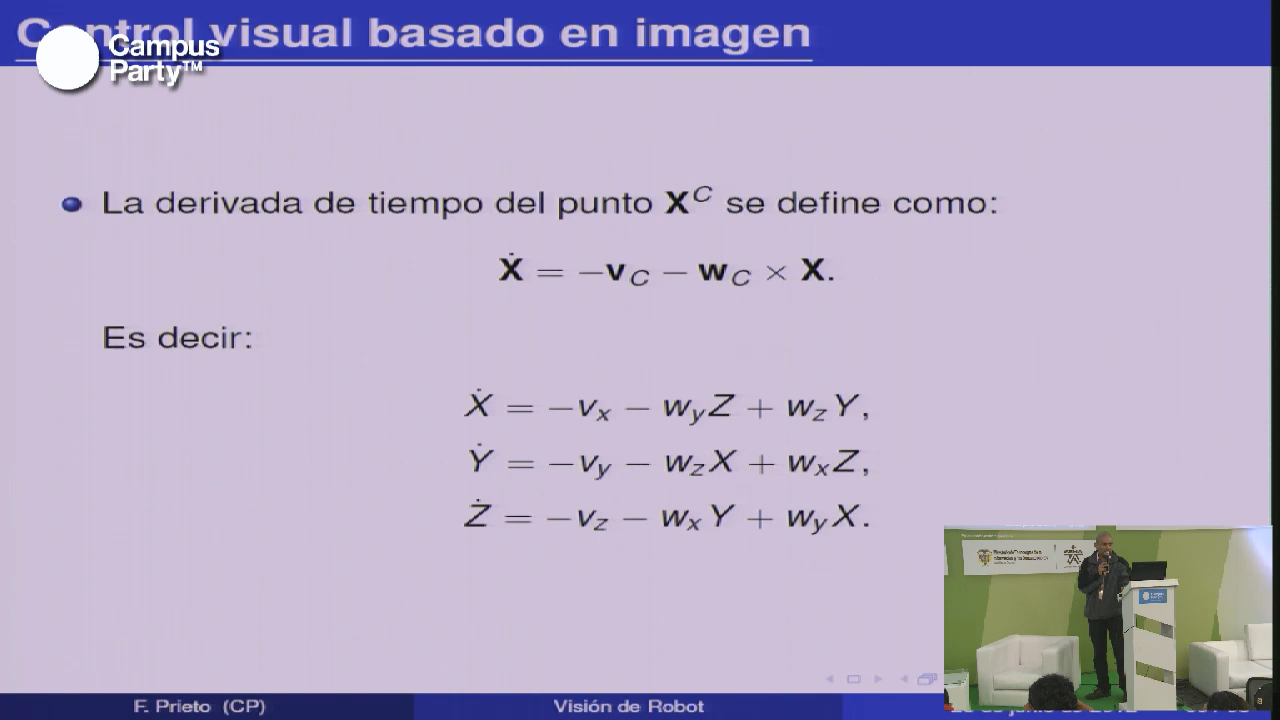 Control visual basado en imagen
Campus
Party™
La derivada de tiempo del punto X^C se define como:
Ẋ = −v_C − w_C × X.
Es decir:
Ẋ = −v_x − w_y Z + w_z Y,
Ẏ = −v_y − w_z X + w_x Z,
Ż = −v_z − w_x Y + w_y X.
F. Prieto (CP)
Visión de Robot